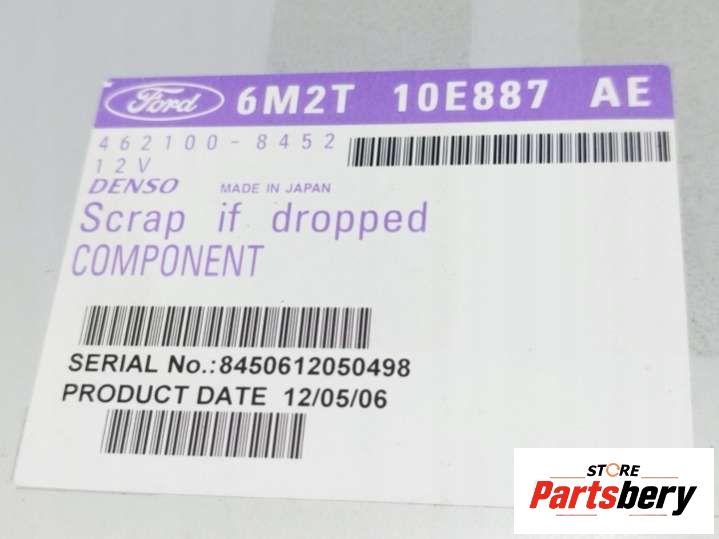 Ford 6M2T 10E887 AE
462100-8452
12V
DENSO MADE IN JAPAN
Scrap if dropped
COMPONENT
SERIAL No.:8450612050498
PRODUCT DATE 12/05/06
STORE
Partsbery